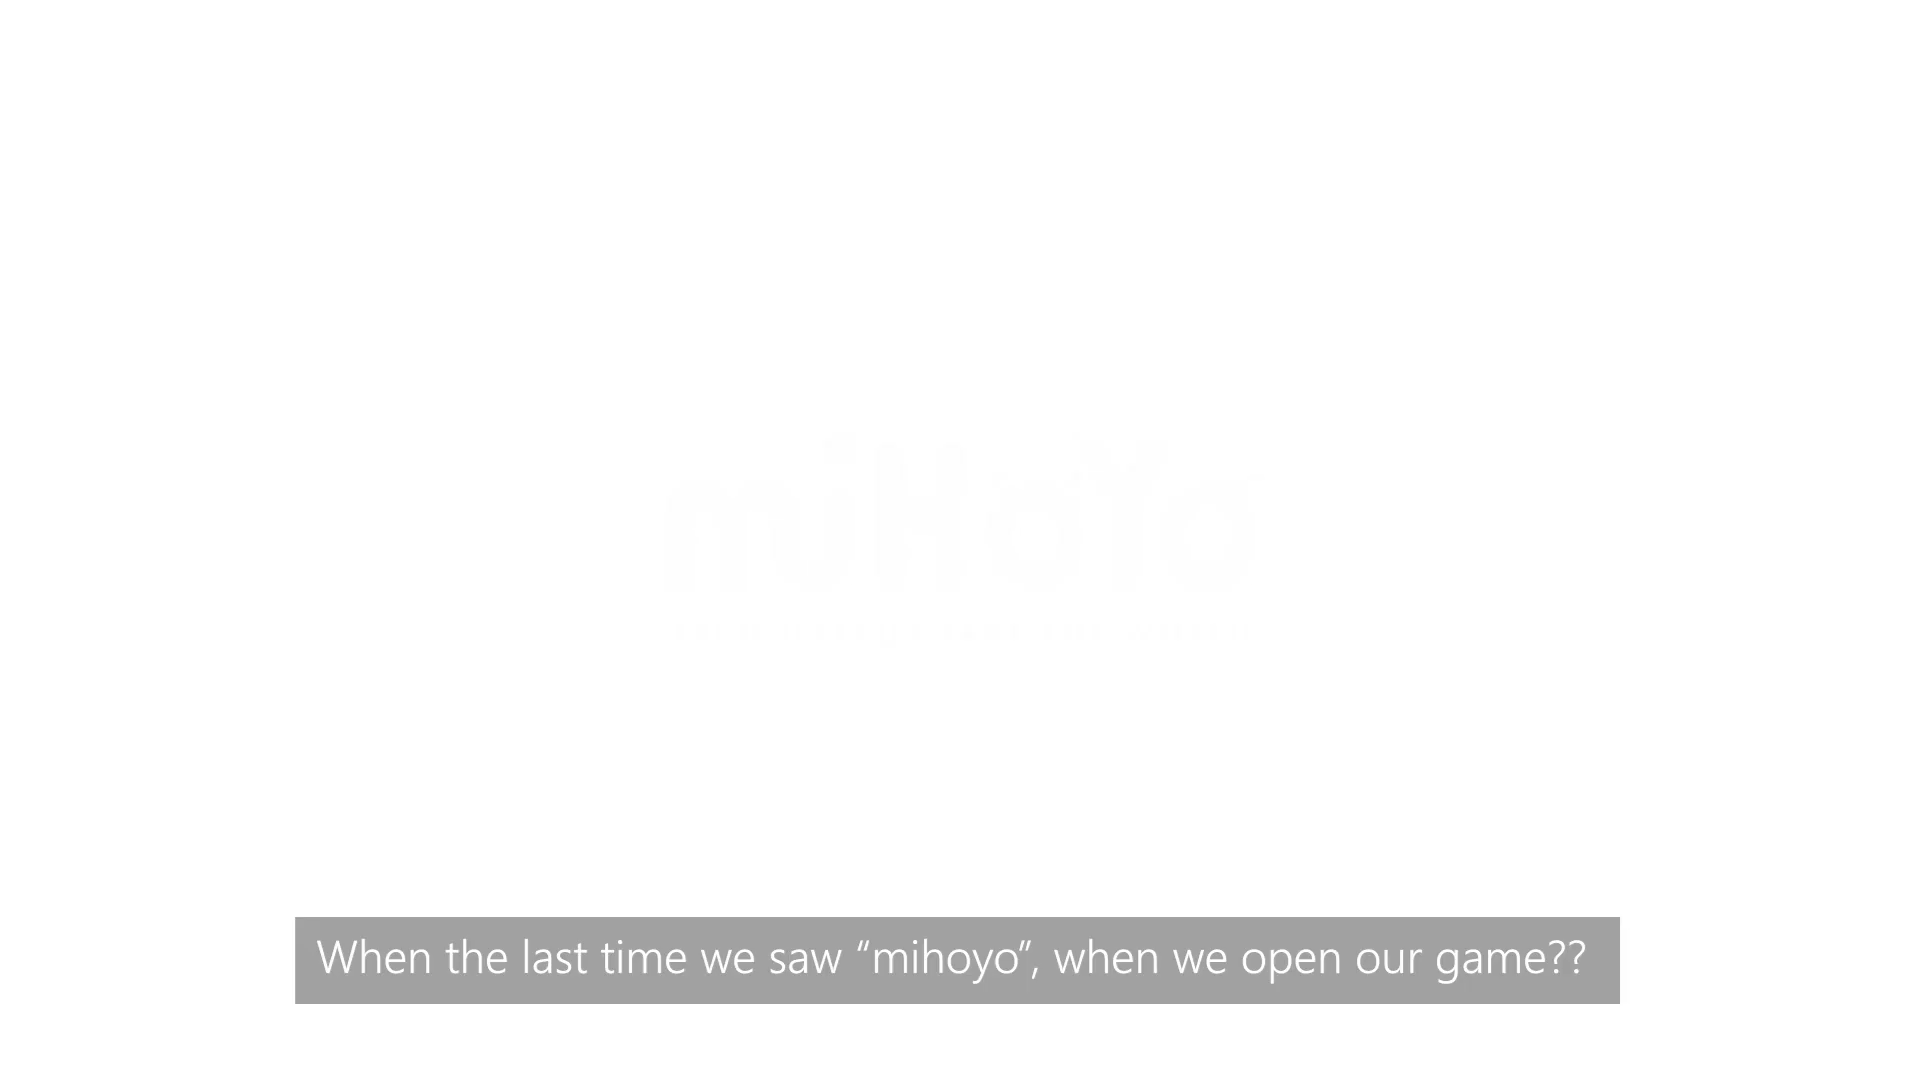 miHoYo
When the last time we saw “mihoyo”, when we open our game??